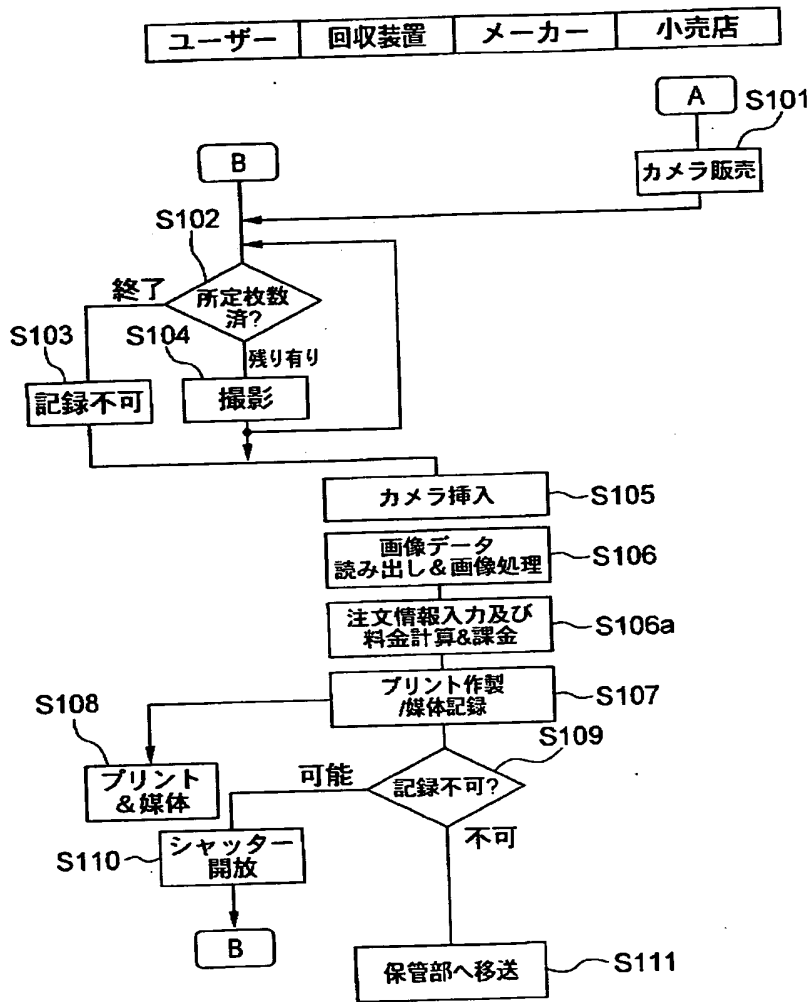 ユーザー 回収装置 メーカー 小売店
A
S101
カメラ販売
B
S102
終了
所定枚数
済?
S103
S104
残り有り
記録不可
撮影
カメラ挿入
S105
画像データ
読み出し&画像処理
S106
注文情報入力及び
料金計算&課金
S106a
プリント作製
/媒体記録
S107
S108
プリント
&媒体
S109
可能
記録不可?
不可
S110
シャッター
開放
B
保管部へ移送
S111